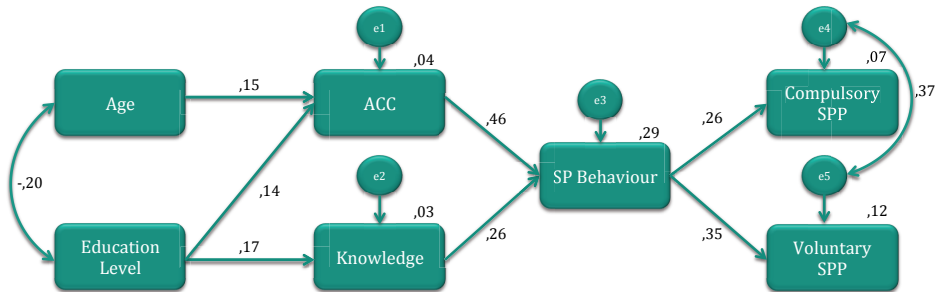 e1
e4
,04
,07
Age
,15
ACC
e3
Compulsory
SPP
,37
,46
,29
,26
-,20
,14
e2
SP Behaviour
e5
,03
,12
Education
Level
,17
Knowledge
,26
,35
Voluntary
SPP